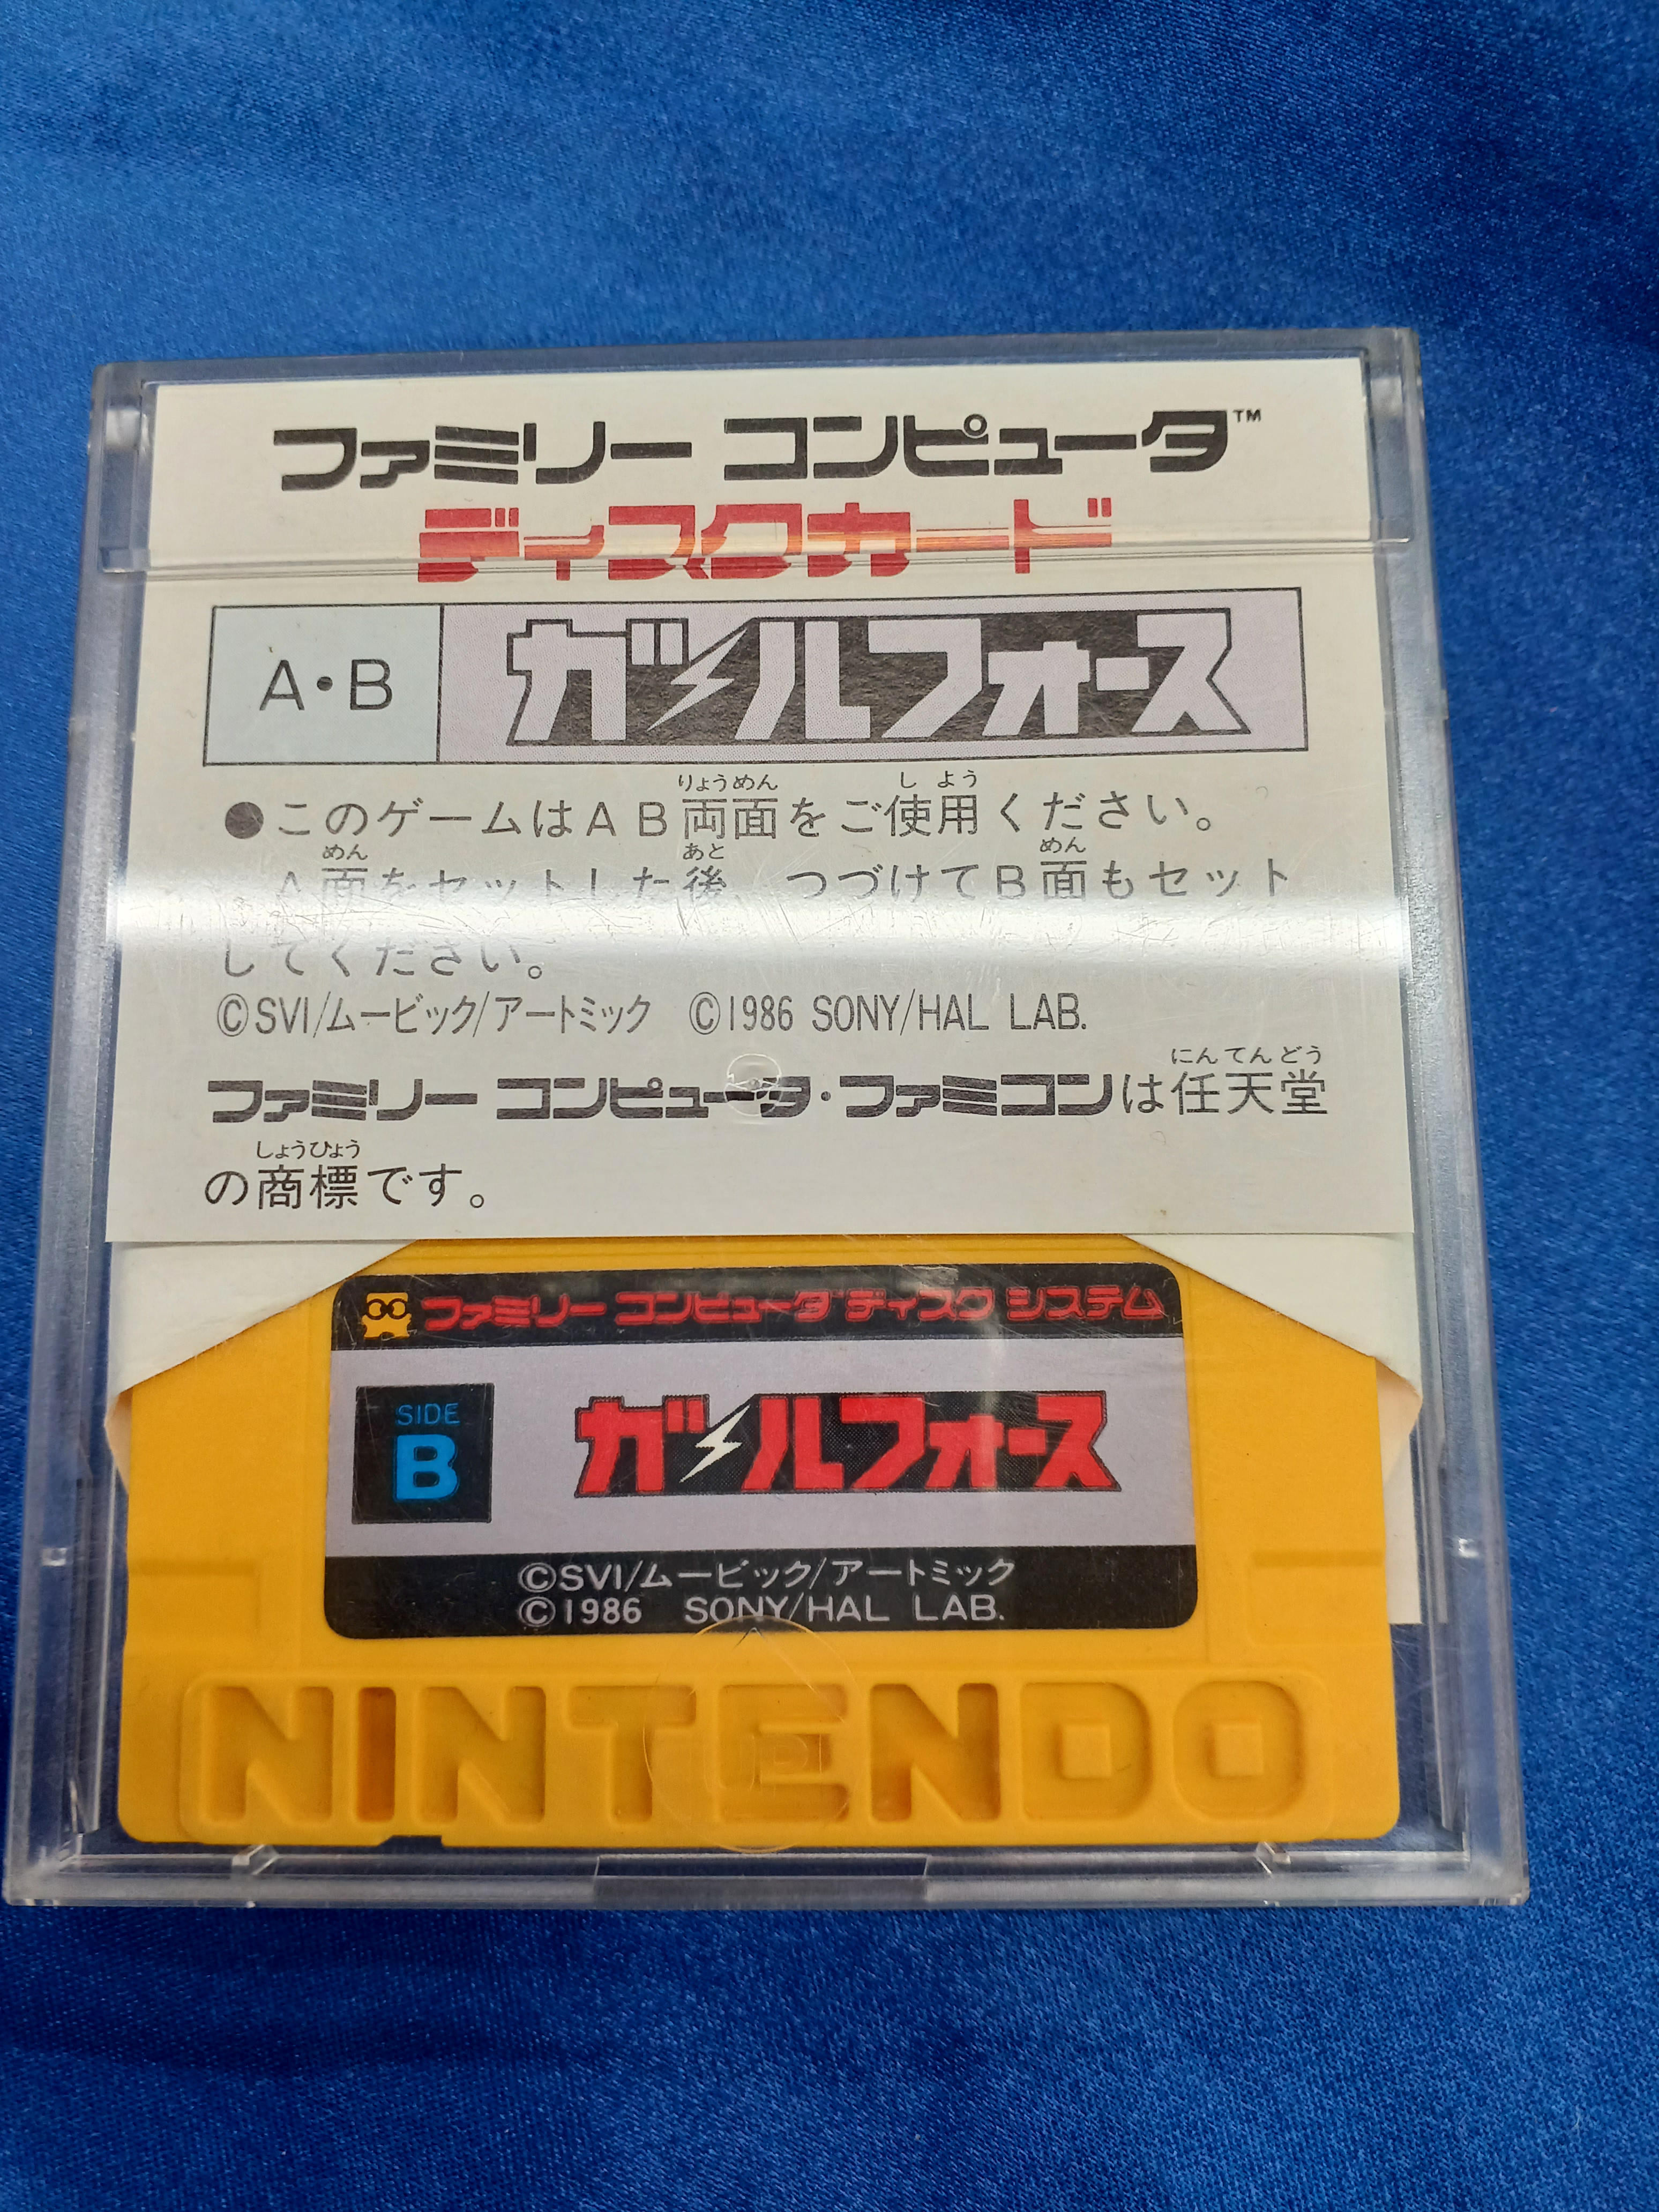 ファミリー コンピュータ™
ディスクカード
A・B
ガルフォース
りょうめん し よう
●このゲームはAB両面をご使用ください。
めん あと めん
A面をセットした後、つづけてB面もセット
してください。
©SVI/ムービック/アートミック ©1986 SONY/HAL LAB.
にんてんどう
ファミリー コンピュータ・ファミコンは任天堂
しょうひょう
の商標です。
ファミリー コンピュータ ディスク システム
SIDE
B
ガルフォース
©SVI/ムービック/アートミック
©1986 SONY/HAL LAB.
NINTENDO